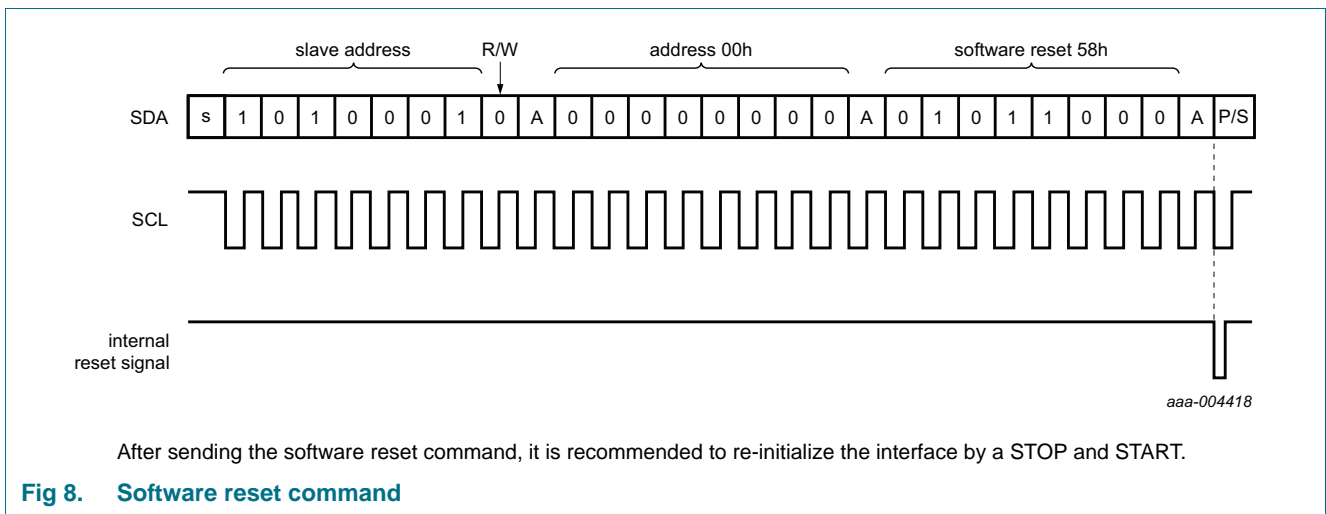 slave address R/W address 00h software reset 58h
SDA s 1 0 1 0 0 0 1 0 A 0 0 0 0 0 0 0 0 A 0 1 0 1 1 0 0 0 A P/S
SCL
internal
reset signal
aaa-004418
After sending the software reset command, it is recommended to re-initialize the interface by a STOP and START.
Fig 8. Software reset command